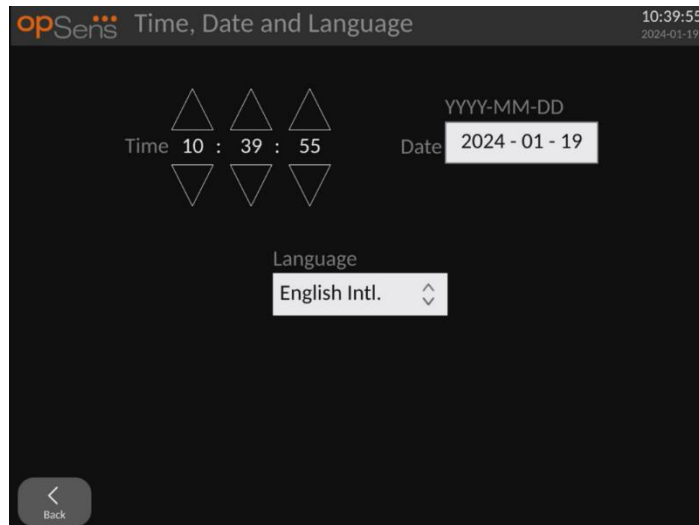 opSens Time, Date and Language 10:39:55
2024-01-19
YYYY-MM-DD
Time 10 : 39 : 55 Date 2024 - 01 - 19
Language
English Intl.
Back